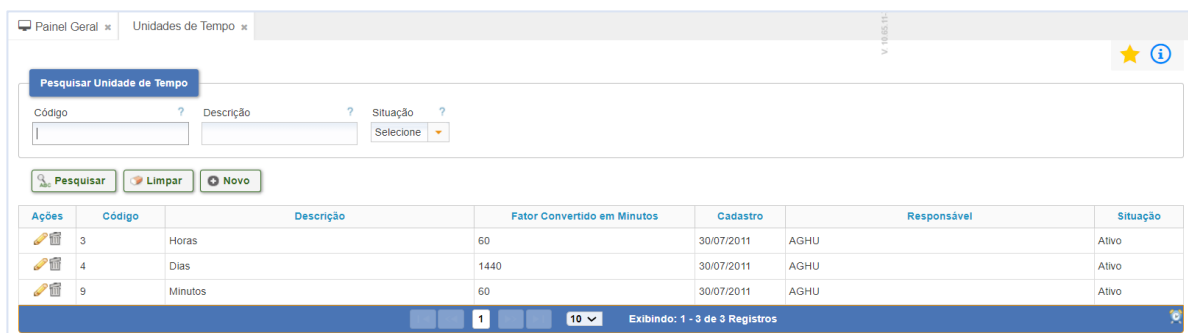 Painel Geral × Unidades de Tempo ×
V. 10.65.11-
Pesquisar Unidade de Tempo
Código ? Descrição ? Situação ?
Selecione
Pesquisar Limpar Novo
Ações Código Descrição Fator Convertido em Minutos Cadastro Responsável Situação
3 Horas 60 30/07/2011 AGHU Ativo
4 Dias 1440 30/07/2011 AGHU Ativo
9 Minutos 60 30/07/2011 AGHU Ativo
1 10 Exibindo: 1 - 3 de 3 Registros